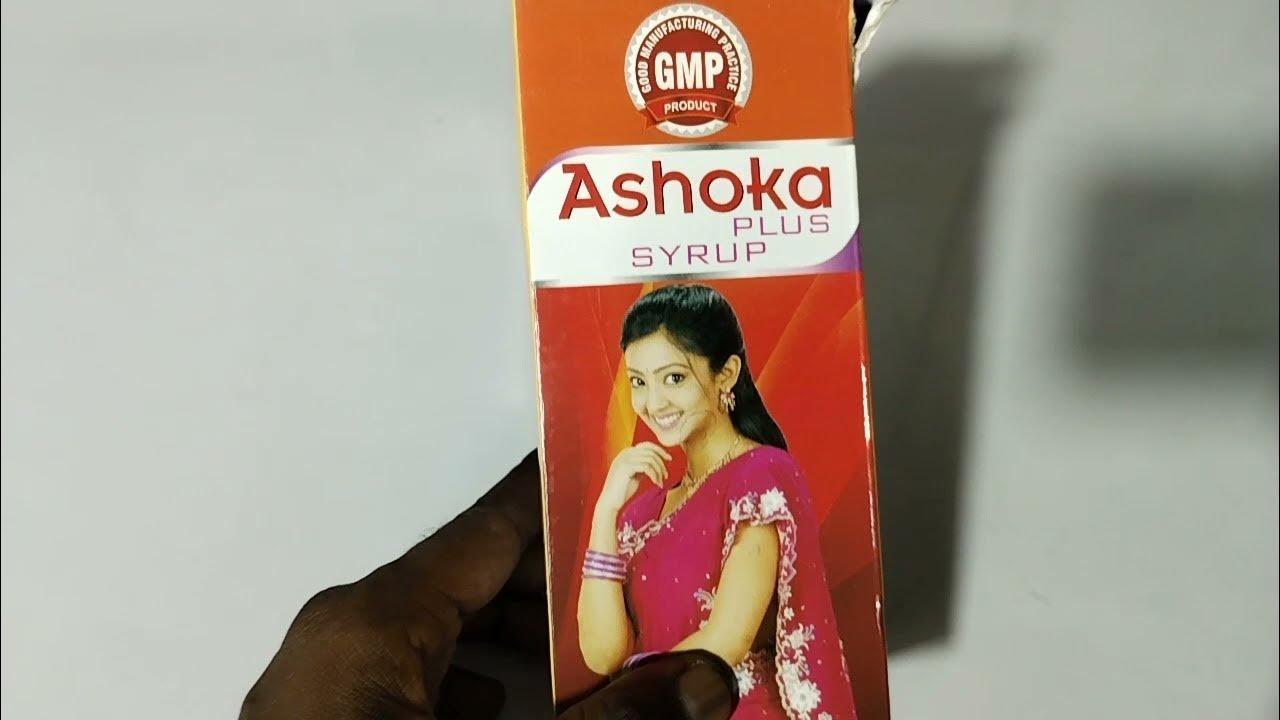 GOOD MANUFACTURING PRACTICE
GMP
PRODUCT
Ashoka
PLUS
SYRUP